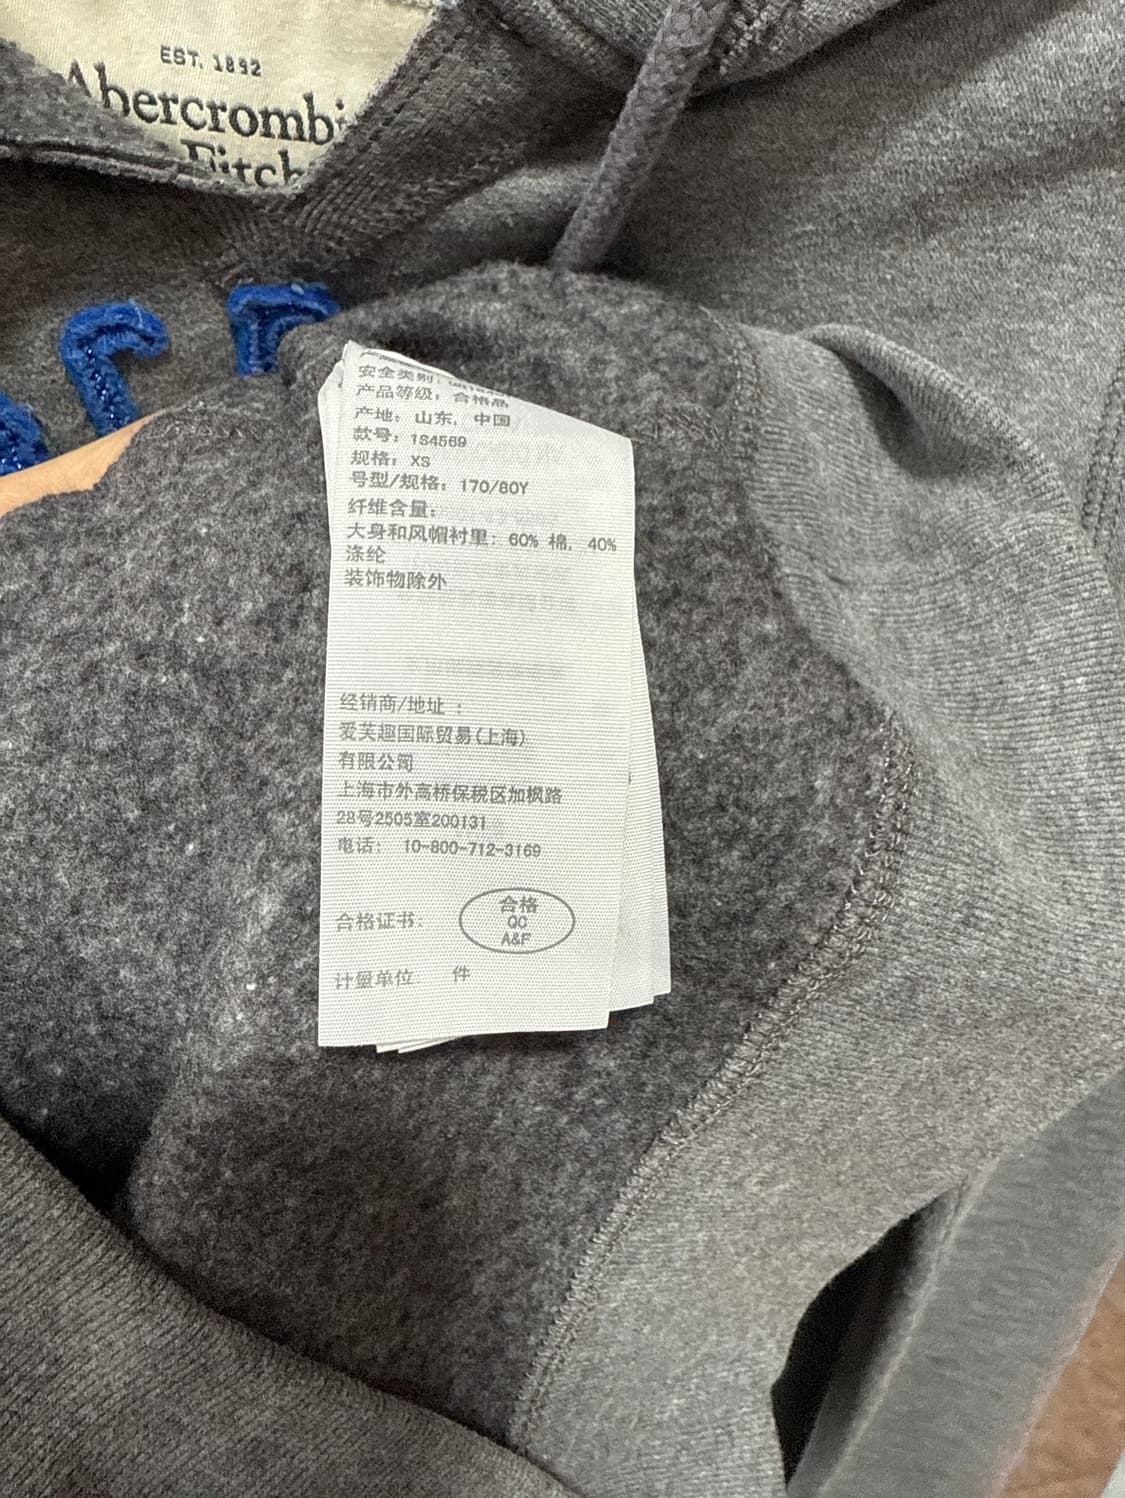 EST. 1892
Abercrombi
Fitch
安全类别:
产品等级: 合格品
产地: 山东, 中国
款号: 1S4569
规格: XS
号型/规格: 170/80Y
纤维含量:
大身和风帽衬里: 60% 棉, 40%
涤纶
装饰物除外
经销商/地址 :
爱芙趣国际贸易(上海)
有限公司
上海市外高桥保税区加枫路
28号2505室200131
电话: 10-800-712-3169
合格证书:
合格
QC
A&F
计量单位 件